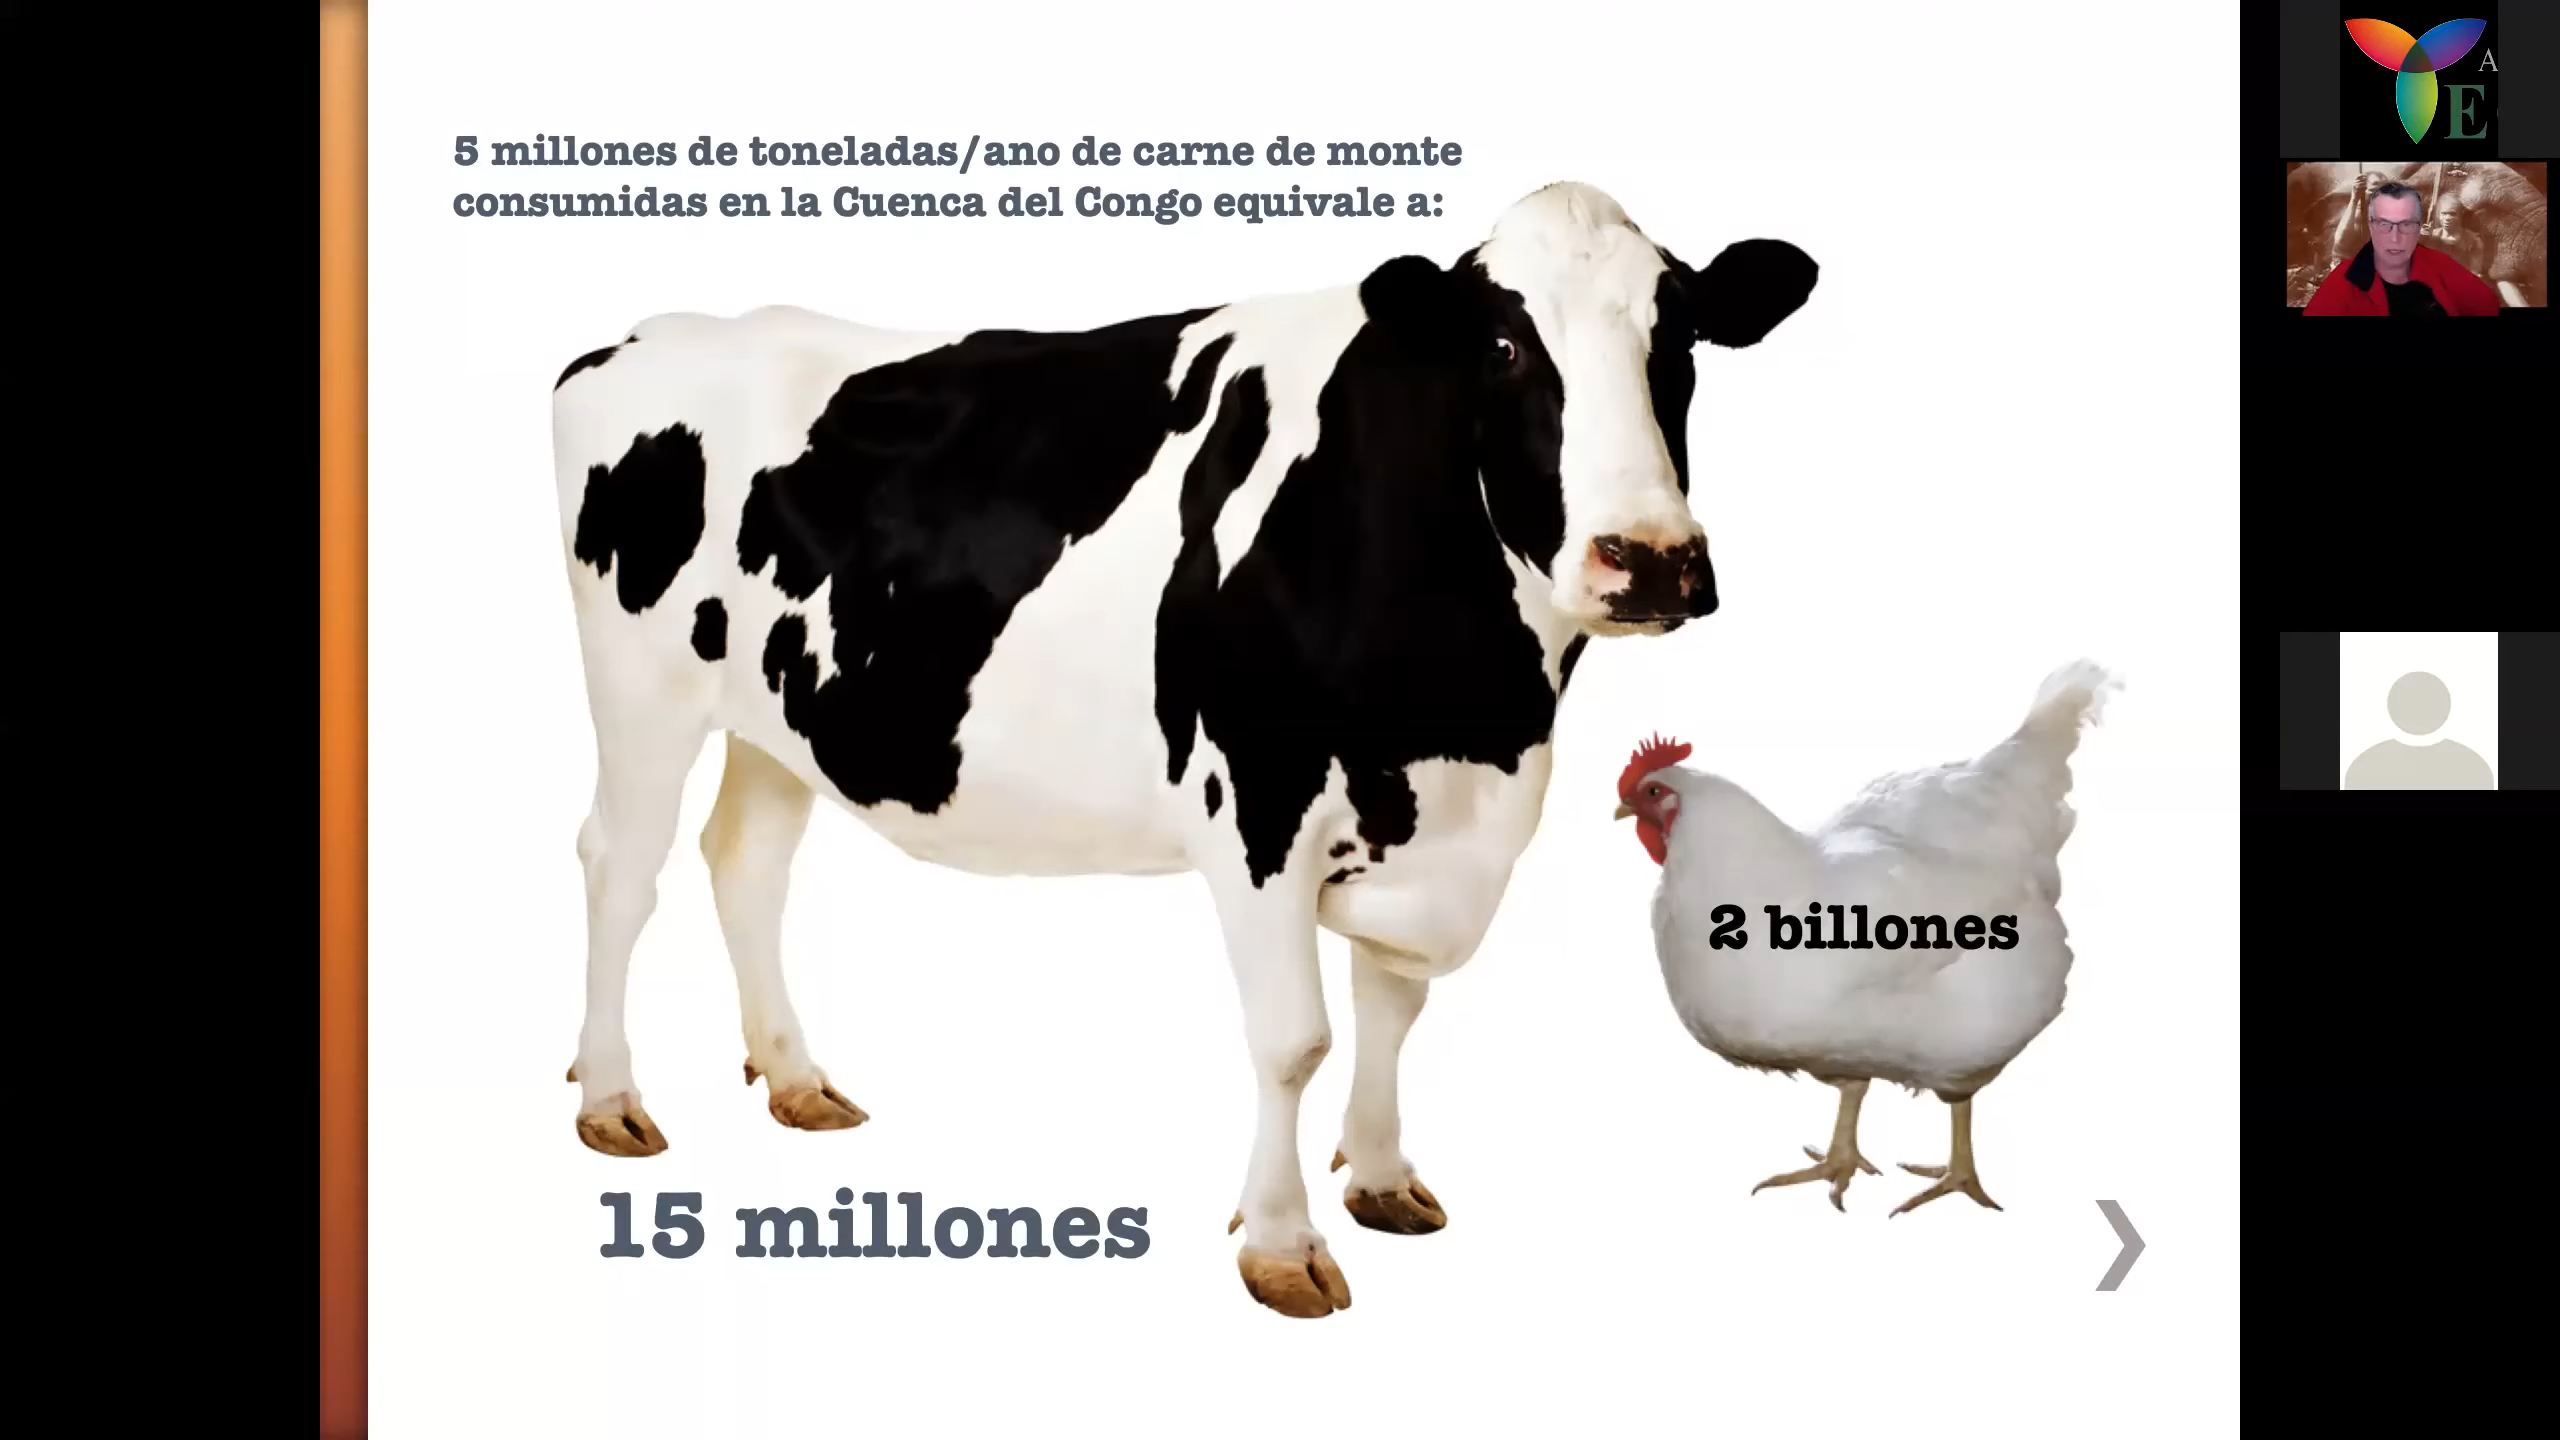 5 millones de toneladas/ano de carne de monte
consumidas en la Cuenca del Congo equivale a:
2 billones
15 millones
A
E